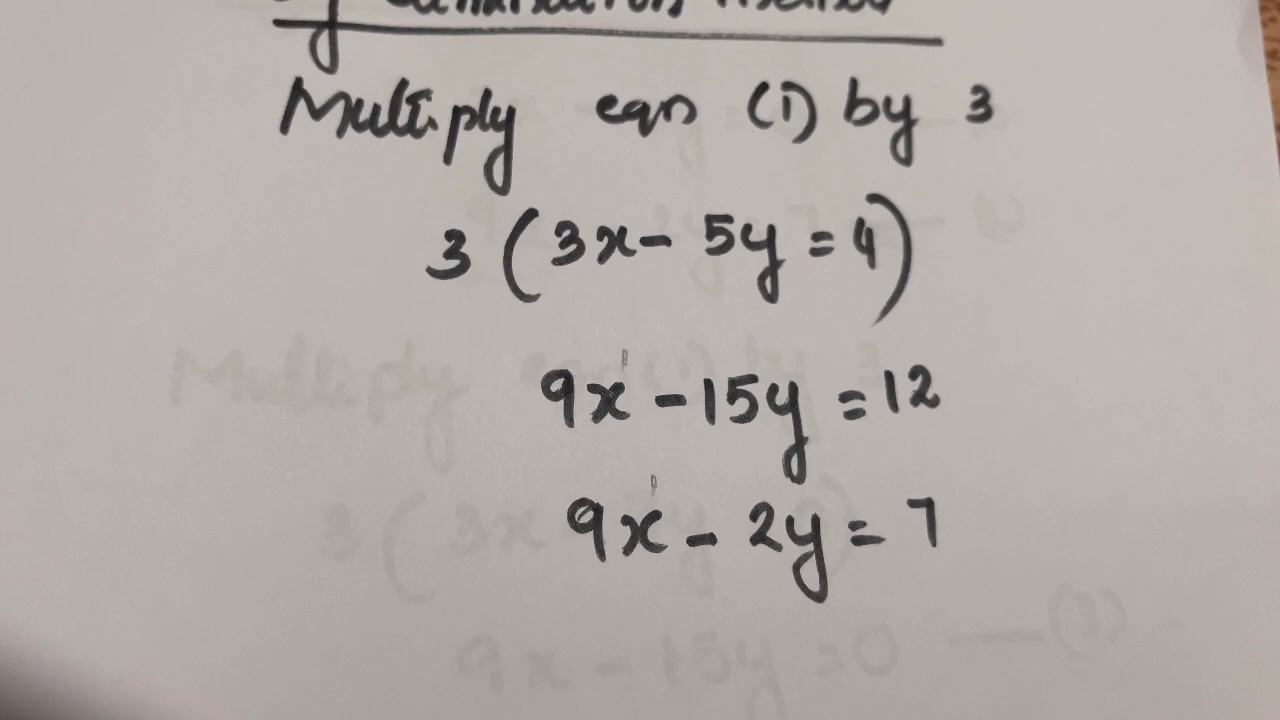 Multiply eqn (1) by 3
3 (3x - 5y = 4)
9x - 15y = 12
9x - 2y = 7